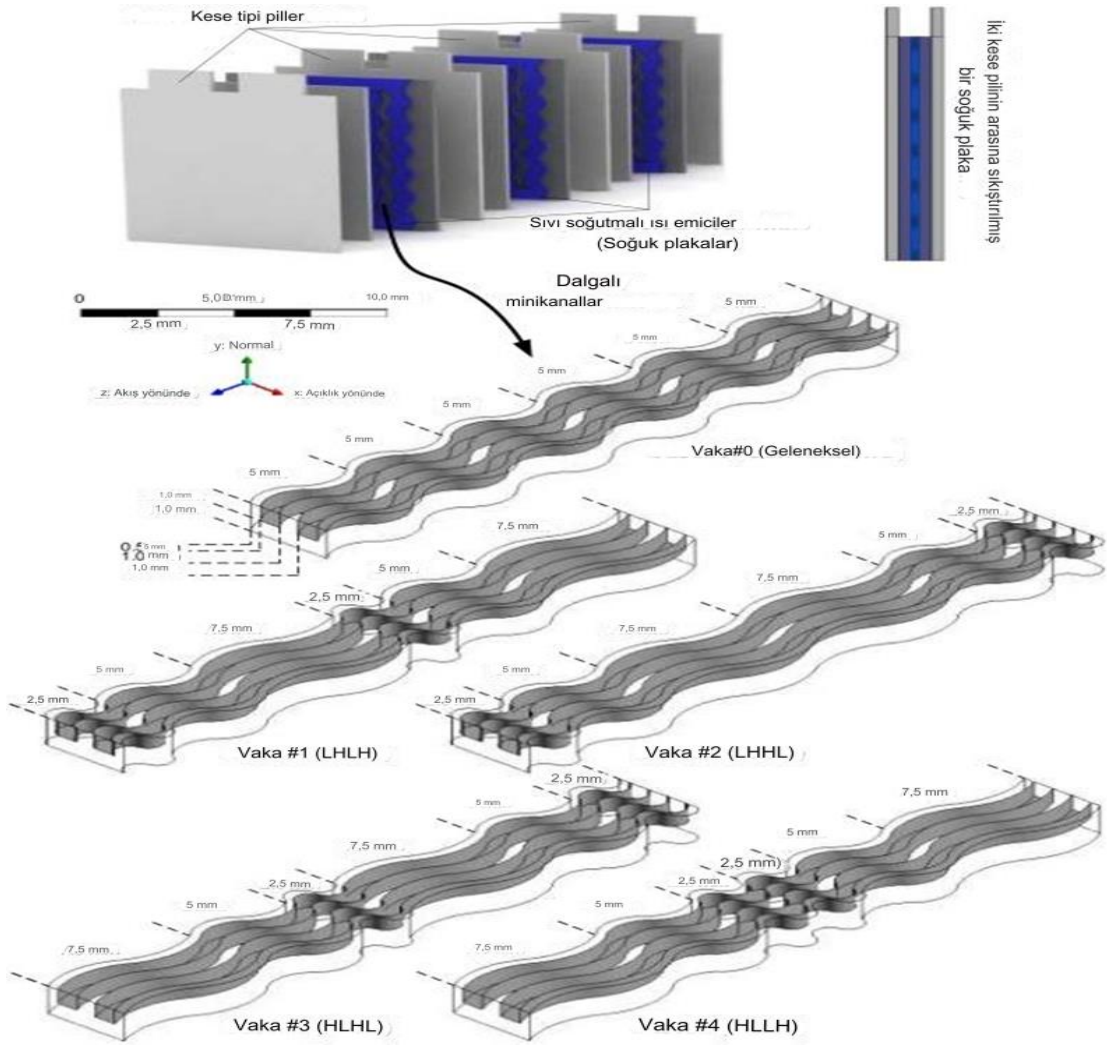 Kese tipi piller
İki kese pilinin arasına sıkıştırılmış
bir soğuk plaka
Sıvı soğutmalı ısı emiciler
(Soğuk plakalar)
Dalgalı
minikanallar
0
10,0 mm
2,5 mm
7,5 mm
y: Normal
z: Akış yönünde
x: Açıklık yönünde
5 mm
5 mm
5 mm
5 mm
5 mm
5 mm
Vaka#0 (Geleneksel)
1,0 mm
1,0 mm
1,0 mm
1,0 mm
7,5 mm
5 mm
2,5 mm
7,5 mm
5 mm
2,5 mm
Vaka #1 (LHLH)
2,5 mm
5 mm
7,5 mm
7,5 mm
5 mm
2,5 mm
Vaka #2 (LHHL)
2,5 mm
5 mm
7,5 mm
2,5 mm
5 mm
7,5 mm
Vaka #3 (HLHL)
7,5 mm
5 mm
2,5 mm
2,5 mm
5 mm
7,5 mm
Vaka #4 (HLLH)